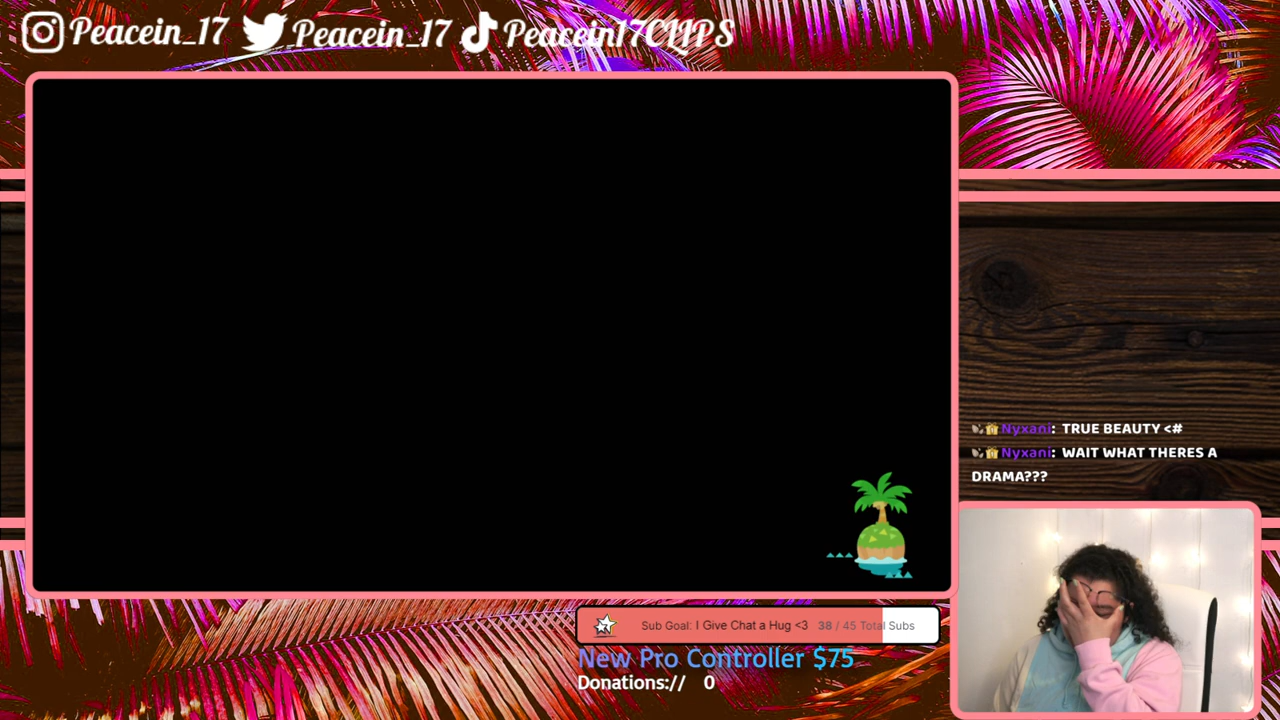 Peacein_17 Peacein_17 Peacein17CLIPS
Nyxani: TRUE BEAUTY <#
Nyxani: WAIT WHAT THERES A
DRAMA???
Sub Goal: I Give Chat a Hug <3 38 / 45 Total Subs
New Pro Controller $75
Donations:// 0